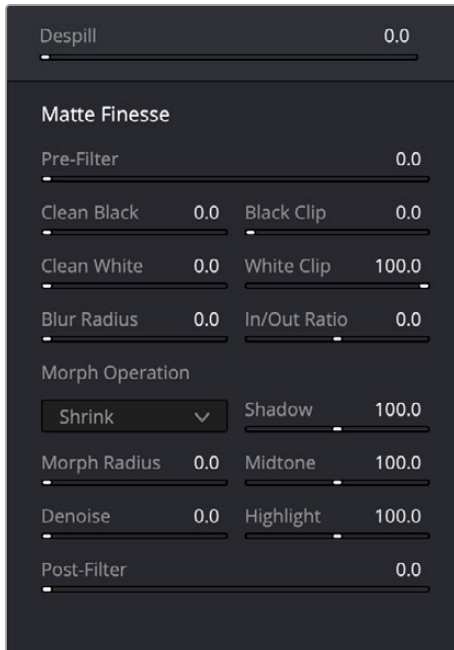 Despill 0.0
Matte Finesse
Pre-Filter 0.0
Clean Black 0.0 Black Clip 0.0
Clean White 0.0 White Clip 100.0
Blur Radius 0.0 In/Out Ratio 0.0
Morph Operation
Shrink Shadow 100.0
Morph Radius 0.0 Midtone 100.0
Denoise 0.0 Highlight 100.0
Post-Filter 0.0